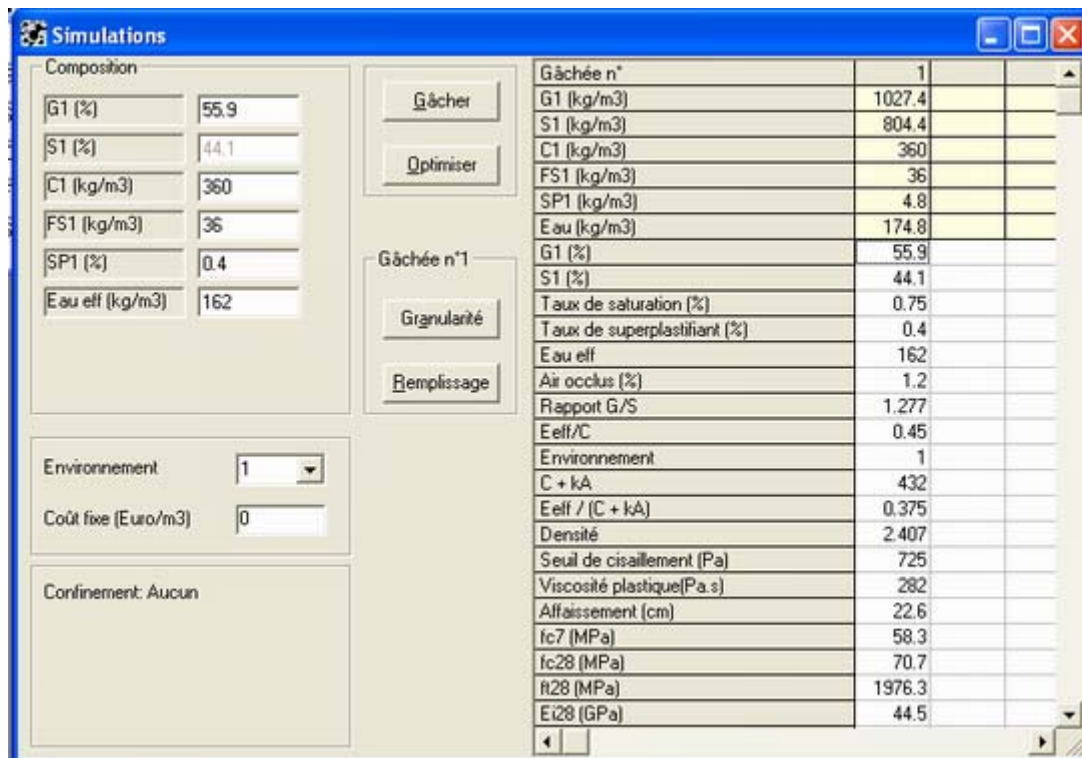 Simulations
Composition
G1 (%) 55.9
S1 (%) 44.1
C1 (kg/m3) 360
FS1 (kg/m3) 36
SP1 (%) 0.4
Eau eff (kg/m3) 162
Environnement 1
Coût fixe (Euro/m3) 0
Confinement: Aucun
Gâcher
Optimiser
Gâchée n°1
Granularité
Remplissage
Gâchée n° 1
G1 (kg/m3) 1027.4
S1 (kg/m3) 804.4
C1 (kg/m3) 360
FS1 (kg/m3) 36
SP1 (kg/m3) 4.8
Eau (kg/m3) 174.8
G1 (%) 55.9
S1 (%) 44.1
Taux de saturation (%) 0.75
Taux de superplastifiant (%) 0.4
Eau eff 162
Air occlus (%) 1.2
Rapport G/S 1.277
Eeff/C 0.45
Environnement 1
C + kA 432
Eeff / (C + kA) 0.375
Densité 2.407
Seuil de cisaillement (Pa) 725
Viscosité plastique(Pa.s) 282
Affaissement (cm) 22.6
fc7 (MPa) 58.3
fc28 (MPa) 70.7
ft28 (MPa) 1976.3
Ei28 (GPa) 44.5